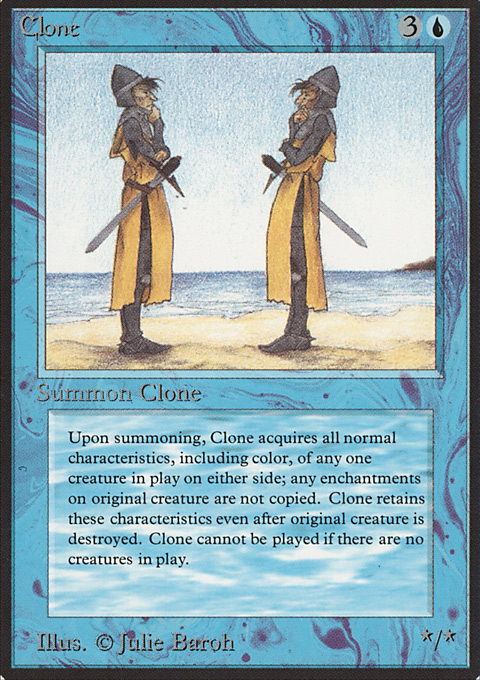 Clone 3
Summon Clone
Upon summoning, Clone acquires all normal
characteristics, including color, of any one
creature in play on either side; any enchantments
on original creature are not copied. Clone retains
these characteristics even after original creature is
destroyed. Clone cannot be played if there are no
creatures in play.
Illus. © Julie Baroh */*